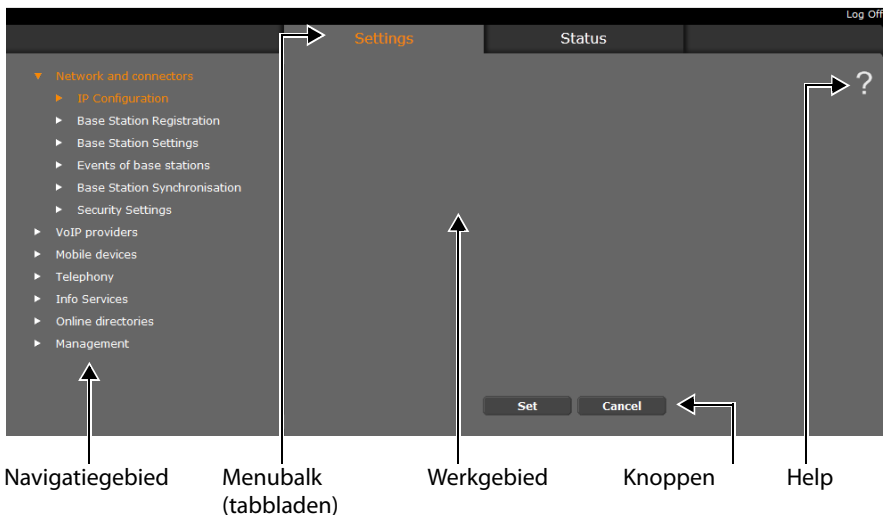 Log Off
Settings
Status
Network and connectors
IP Configuration
Base Station Registration
Base Station Settings
Events of base stations
Base Station Synchronisation
Security Settings
VoIP providers
Mobile devices
Telephony
Info Services
Online directories
Management
?
Set
Cancel
Navigatiegebied
Menubalk
(tabbladen)
Werkgebied
Knoppen
Help